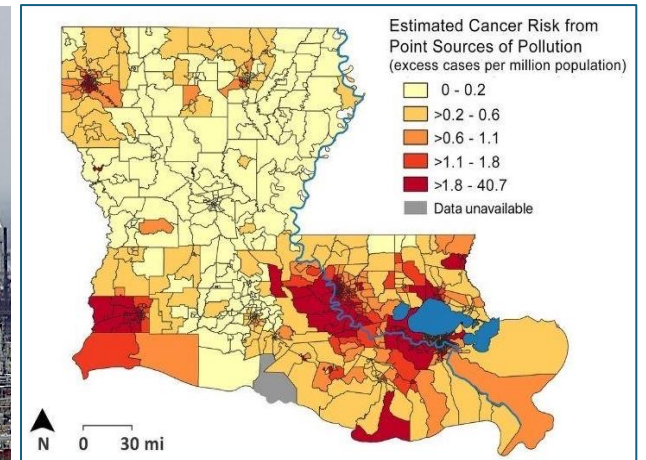 Estimated Cancer Risk from
Point Sources of Pollution
(excess cases per million population)
0 - 0.2
>0.2 - 0.6
>0.6 - 1.1
>1.1 - 1.8
>1.8 - 40.7
Data unavailable
N 0 30 mi